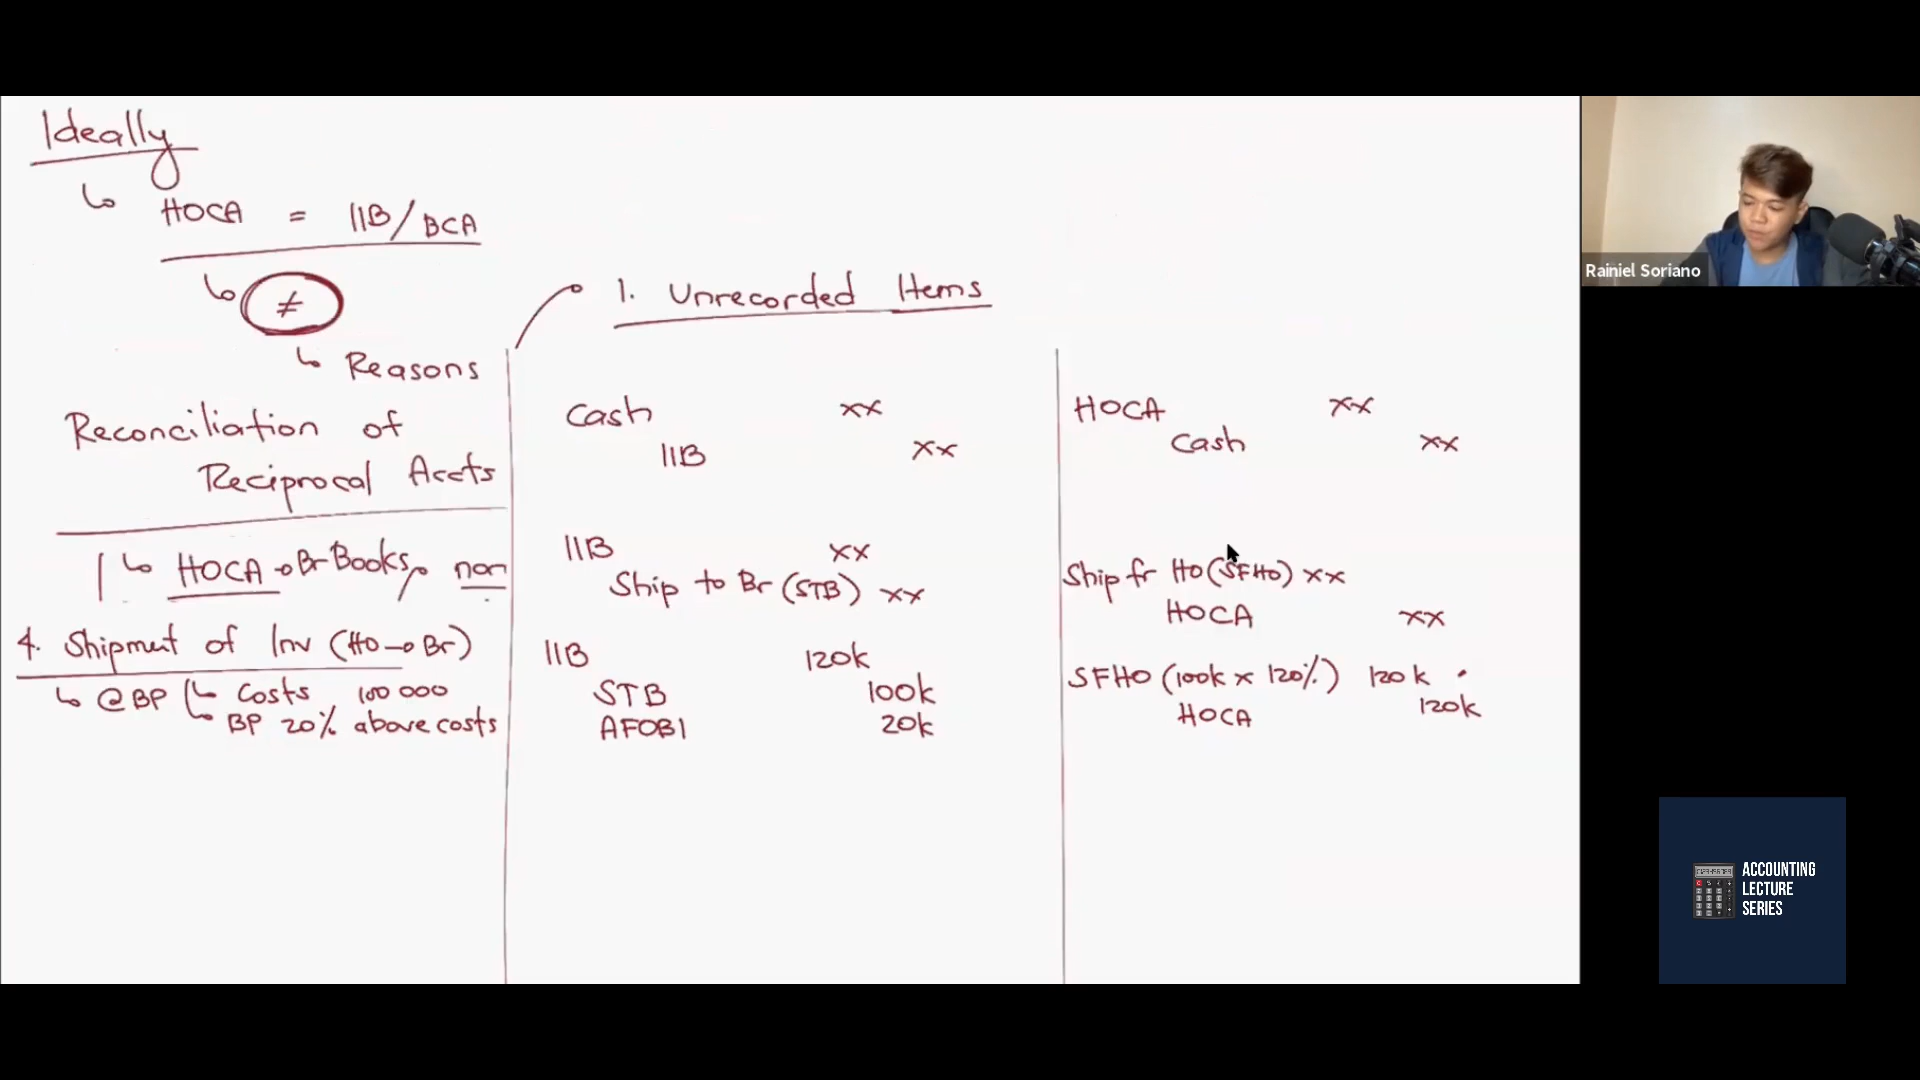 Ideally
HOCA = IIB/BCA
≠
Reasons
Reconciliation of
Reciprocal Accts
HOCA → Br Books, non
4. Shipment of Inv (HO → Br)
@BP Costs 100 000
BP 20% above costs
1. Unrecorded Items
Cash xx
IIB xx
IIB xx
Ship to Br (STB) xx
IIB 120k
STB 100k
AFOBI 20k
HOCA xx
Cash xx
Ship fr HO (SFHO) xx
HOCA xx
SFHO (100k x 120%) 120k
HOCA 120k
Rainiel Soriano
ACCOUNTING
LECTURE
SERIES